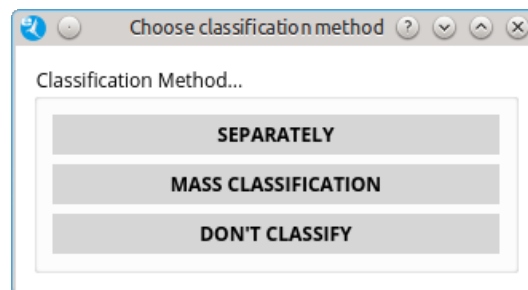 Choose classification method
Classification Method...
SEPARATELY
MASS CLASSIFICATION
DON'T CLASSIFY